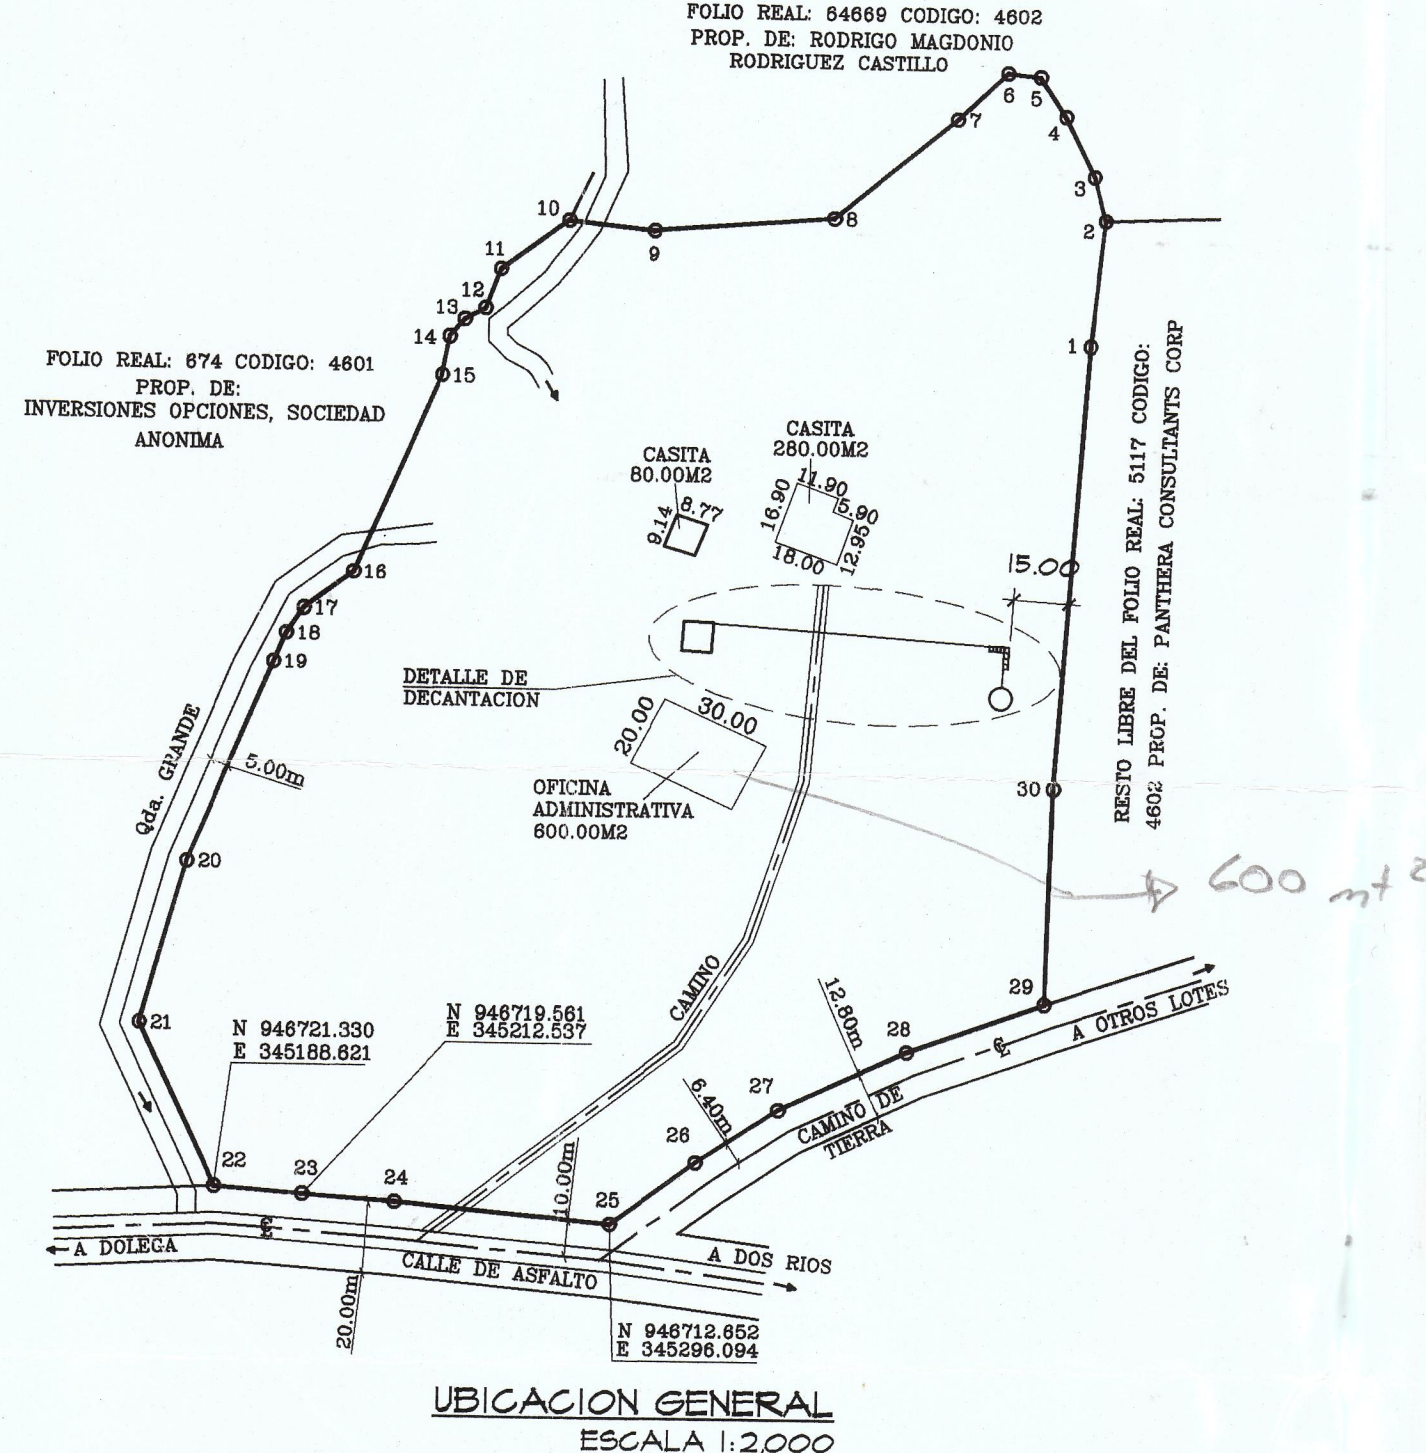 FOLIO REAL: 64669 CODIGO: 4602
PROP. DE: RODRIGO MAGDONIO
RODRIGUEZ CASTILLO
6
5
7
4
3
10
8
2
9
11
12
13
14
1
15
FOLIO REAL: 674 CODIGO: 4601
PROP. DE:
INVERSIONES OPCIONES, SOCIEDAD
ANONIMA
RESTO LIBRE DEL FOLIO REAL: 5117 CODIGO:
4602 PROP. DE: PANTHERA CONSULTANTS CORP
CASITA
280.00M2
11.90
5.90
16.90
12.95
18.00
CASITA
80.00M2
8.77
9.14
15.00
16
17
18
19
DETALLE DE
DECANTACION
20.00
30.00
Qda. GRANDE
5.00m
OFICINA
ADMINISTRATIVA
600.00M2
30
20
600 mt2
CAMINO
29
21
N 946721.330
E 345188.621
N 946719.561
E 345212.537
12.80m
28
A OTROS LOTES
℄
27
6.40m
CAMINO DE
TIERRA
26
22
23
24
10.00m
25
℄
A DOLEGA
CALLE DE ASFALTO
A DOS RIOS
20.00m
N 946712.652
E 345296.094
UBICACION GENERAL
ESCALA 1:2,000